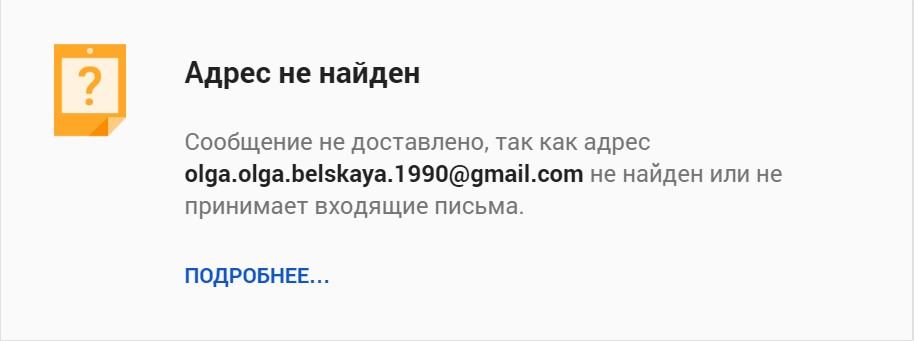 ?
Адрес не найден
Сообщение не доставлено, так как адрес
olga.olga.belskaya.1990@gmail.com не найден или не
принимает входящие письма.
ПОДРОБНЕЕ...